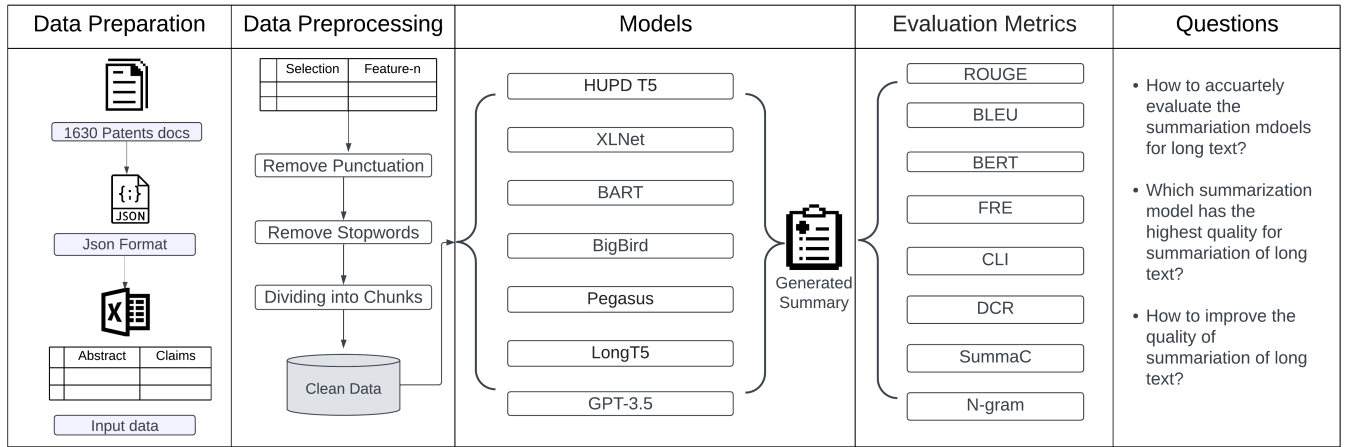 Data Preparation
1630 Patents docs
{;}
JSON
Json Format
X
Abstract Claims
Input data
Data Preprocessing
Selection Feature-n
Remove Punctuation
Remove Stopwords
Dividing into Chunks
Clean Data
Models
HUPD T5
XLNet
BART
BigBird
Pegasus
LongT5
GPT-3.5
Generated
Summary
Evaluation Metrics
ROUGE
BLEU
BERT
FRE
CLI
DCR
SummaC
N-gram
Questions
• How to accuartely
evaluate the
summariation mdoels
for long text?
• Which summarization
model has the
highest quality for
summariation of long
text?
• How to improve the
quality of
summariation of long
text?